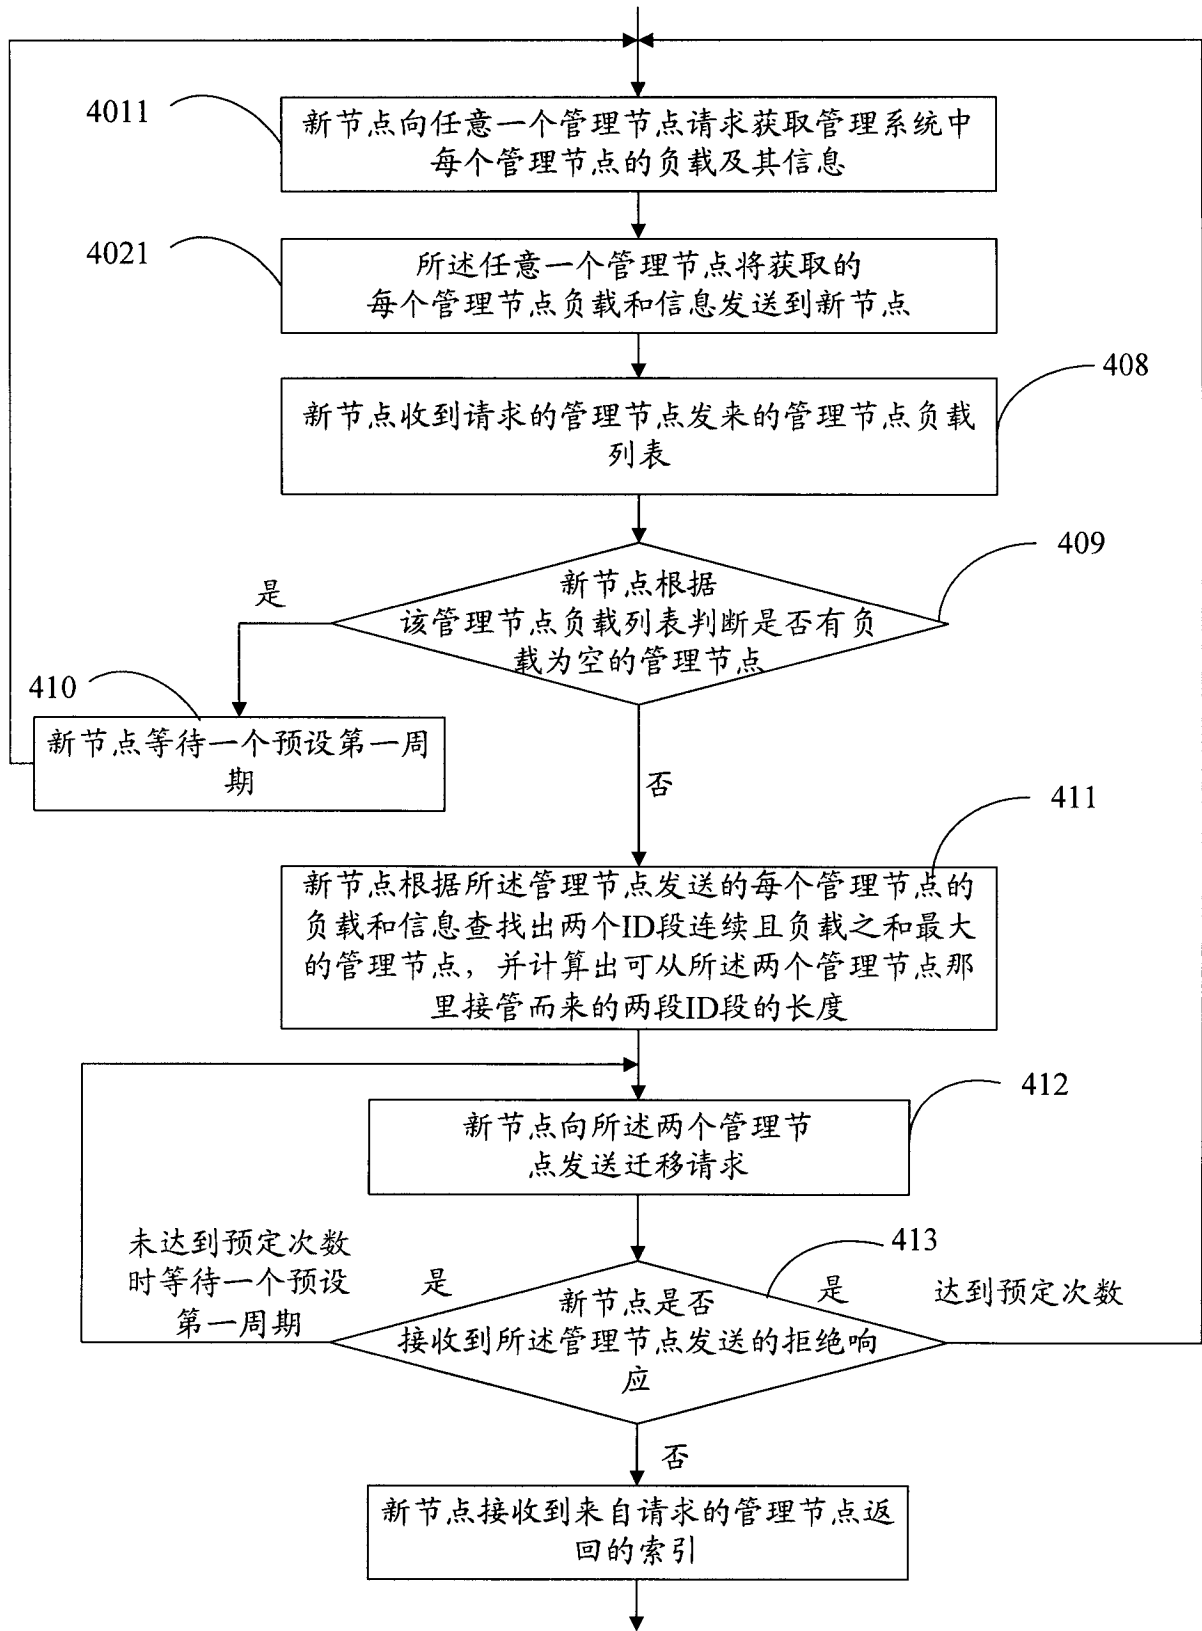 4011
新节点向任意一个管理节点请求获取管理系统中
每个管理节点的负载及其信息
4021
所述任意一个管理节点将获取的
每个管理节点负载和信息发送到新节点
408
新节点收到请求的管理节点发来的管理节点负载
列表
409
新节点根据
该管理节点负载列表判断是否有负
载为空的管理节点
是
410
新节点等待一个预设第一周
期
否
411
新节点根据所述管理节点发送的每个管理节点的
负载和信息查找出两个ID段连续且负载之和最大
的管理节点，并计算出可从所述两个管理节点那
里接管而来的两段ID段的长度
412
新节点向所述两个管理节
点发送迁移请求
413
未达到预定次数
时等待一个预设
第一周期
是
新节点是否
接收到所述管理节点发送的拒绝响
应
是
达到预定次数
否
新节点接收到来自请求的管理节点返
回的索引